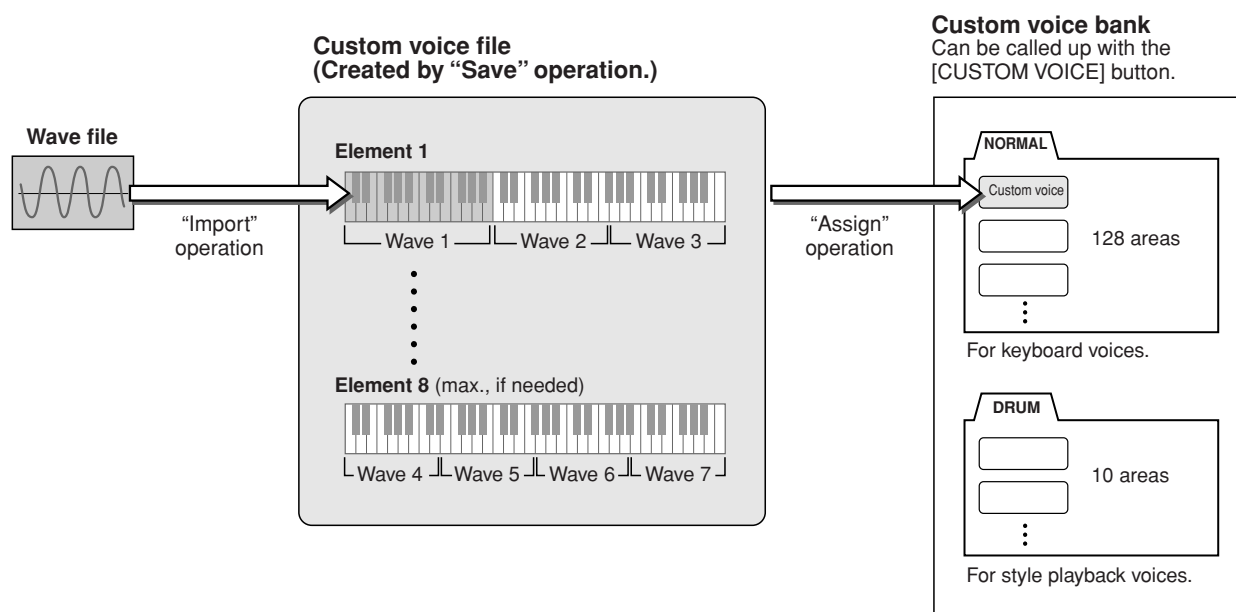 Wave file
"Import"
operation
Custom voice file
(Created by "Save" operation.)
Element 1
Wave 1
Wave 2
Wave 3
Element 8 (max., if needed)
Wave 4
Wave 5
Wave 6
Wave 7
"Assign"
operation
Custom voice bank
Can be called up with the
[CUSTOM VOICE] button.
NORMAL
Custom voice
128 areas
For keyboard voices.
DRUM
10 areas
For style playback voices.